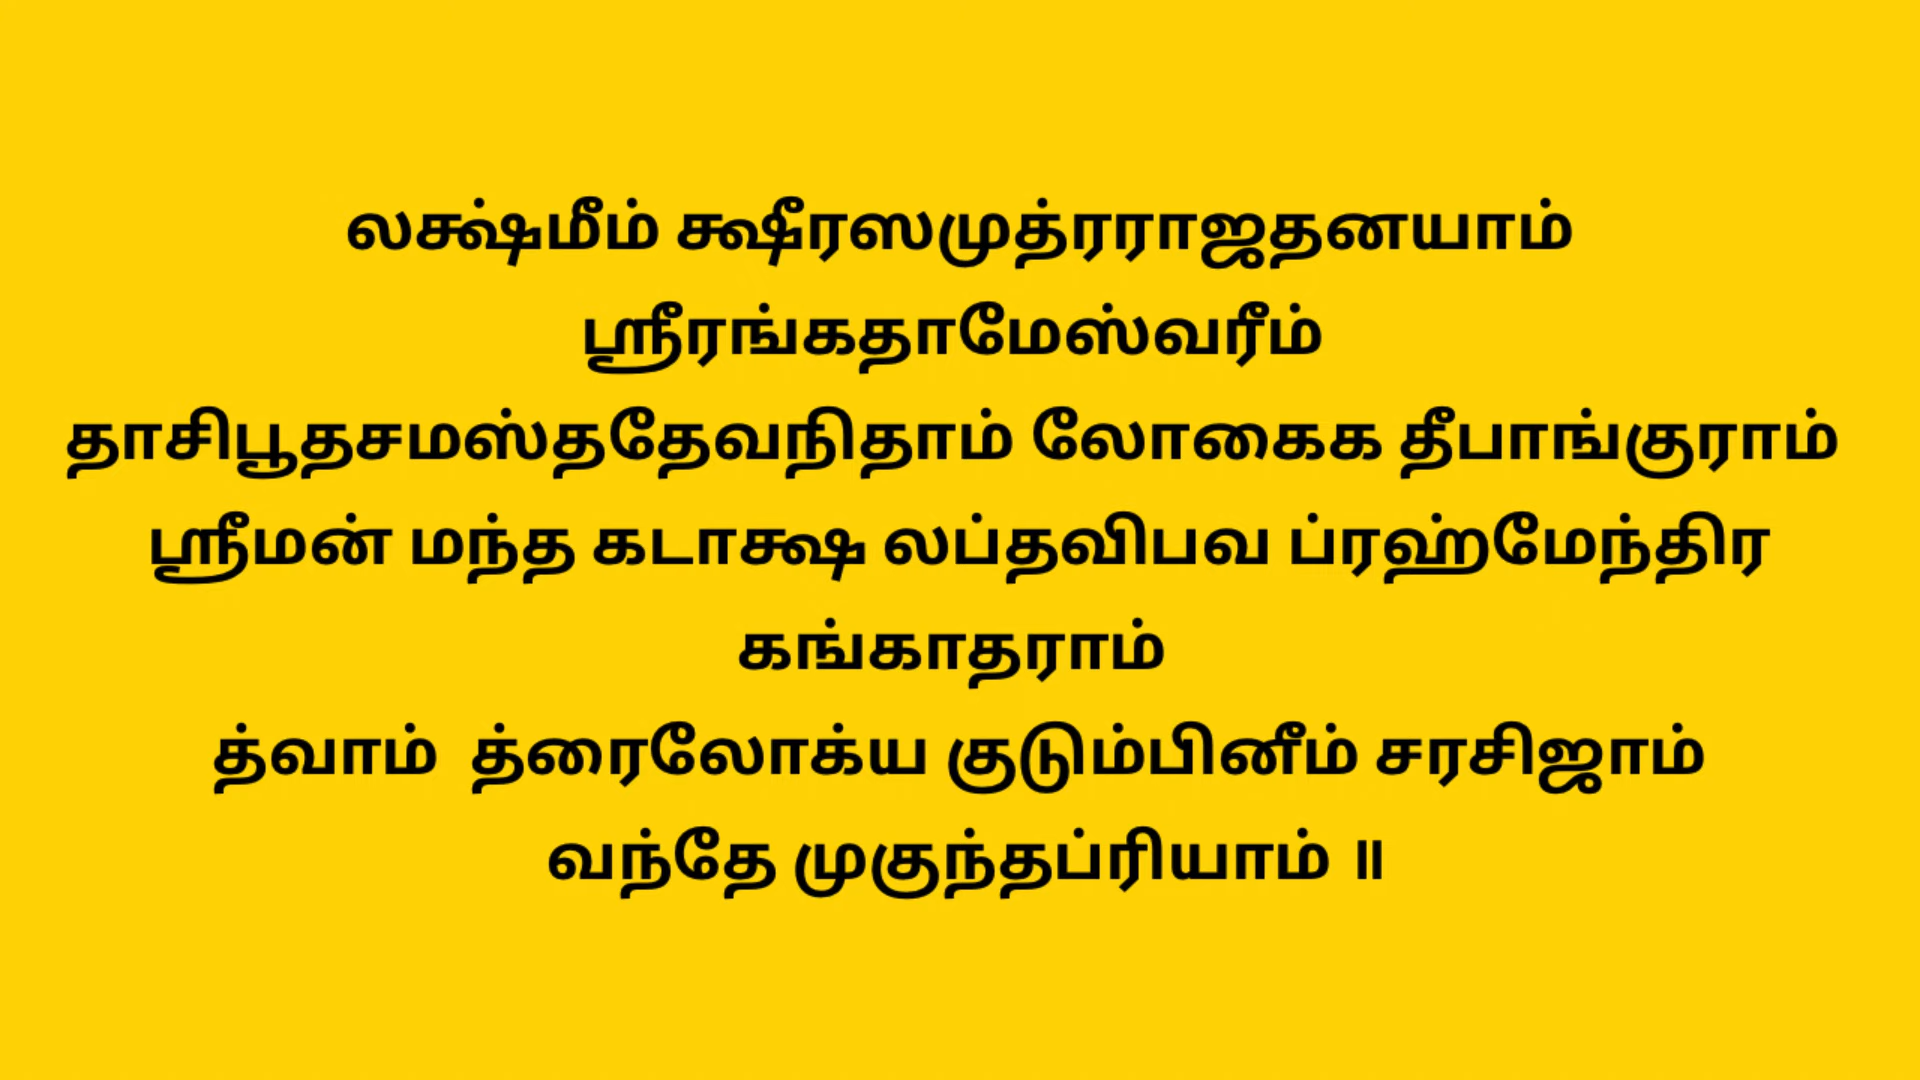 லக்ஷ்மீம் க்ஷீரஸமுத்ரராஜதனயாம்
ஸ்ரீரங்கதாமேஸ்வரீம்
தாசிபூதசமஸ்ததேவநிதாம் லோகைக தீபாங்குராம்
ஸ்ரீமன் மந்த கடாக்ஷ லப்தவிபவ ப்ரஹ்மேந்திர
கங்காதராம்
த்வாம் த்ரைலோக்ய குடும்பினீம் சரசிஜாம்
வந்தே முகுந்தப்ரியாம் ॥